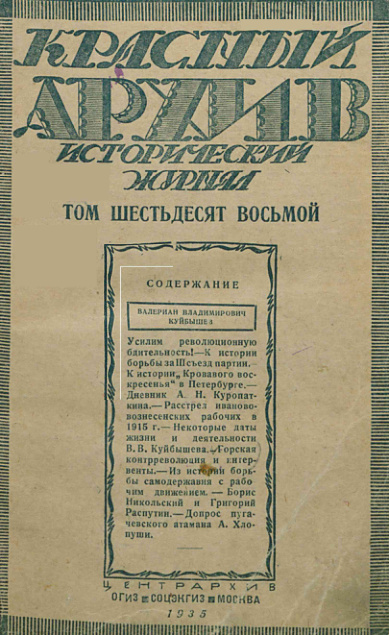 КРАСНЫЙ
АРХИВ
ИСТОРИЧЕСКИЙ
ЖУРНАЛ
ТОМ ШЕСТЬДЕСЯТ ВОСЬМОЙ
СОДЕРЖАНИЕ
ВАЛЕРИАН ВЛАДИМИРОВИЧ
КУЙБЫШЕВ
Усилим революционную
бдительность!—К истории
борьбы за III съезд партии.—
К истории „Кровавого вос-
кресенья" в Петербурге.—
Дневник А. Н. Куропат-
кина.—Расстрел иваново-
вознесенских рабочих в
1915 г.—Некоторые даты
жизни и деятельности
В. В. Куйбышева.—Горская
контрреволюция и интер-
венты.—Из истории борь-
бы самодержавия с рабо-
чим движением. — Борис
Никольский и Григорий
Распутин.—Допрос пуга-
чевского атамана А. Хло-
пуши.
ЦЕНТРАРХИВ
ОГИЗ СОЦЭКГИЗ МОСКВА
1935